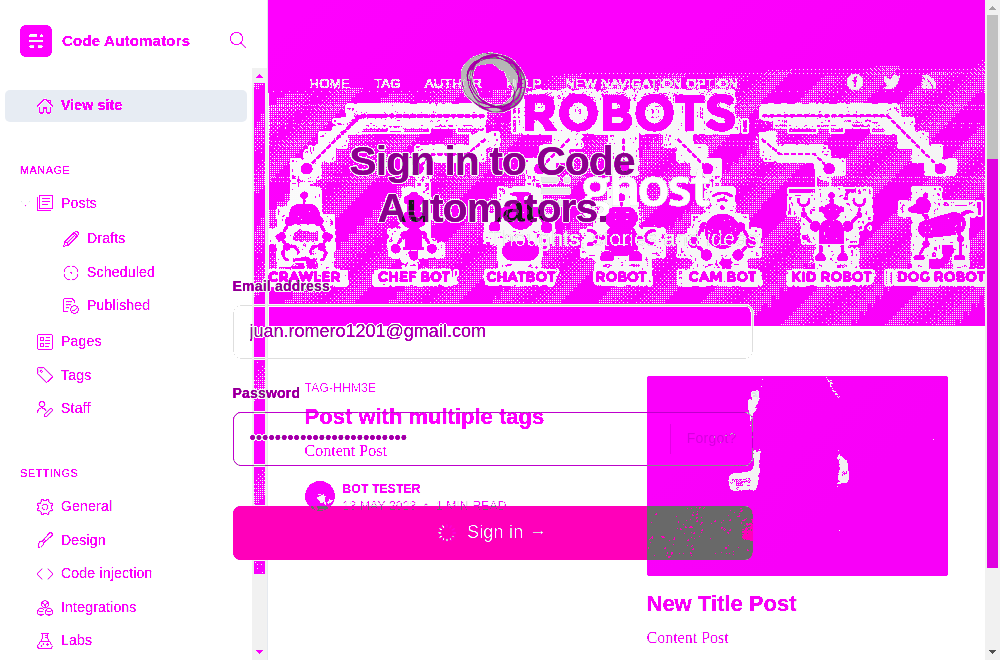 Code Automators
View site
MANAGE
Posts
Drafts
Scheduled
Published
Pages
Tags
Staff
SETTINGS
General
Design
Code injection
Integrations
Labs
HOME TAG AUTHOR HELP NEW NAVIGATION OPTION
ROBOTS
Sign in to Code
Automators.
ghost
Thoughts, stories and ideas.
CRAWLER CHEF BOT CHATBOT ROBOT CAM BOT KID ROBOT DOG ROBOT
Email address
juan.romero1201@gmail.com
Password
Forgot?
Sign in →
TAG-HHM3E
Post with multiple tags
Content Post
BOT TESTER
13 MAY 2023 • 1 MIN READ
New Title Post
Content Post